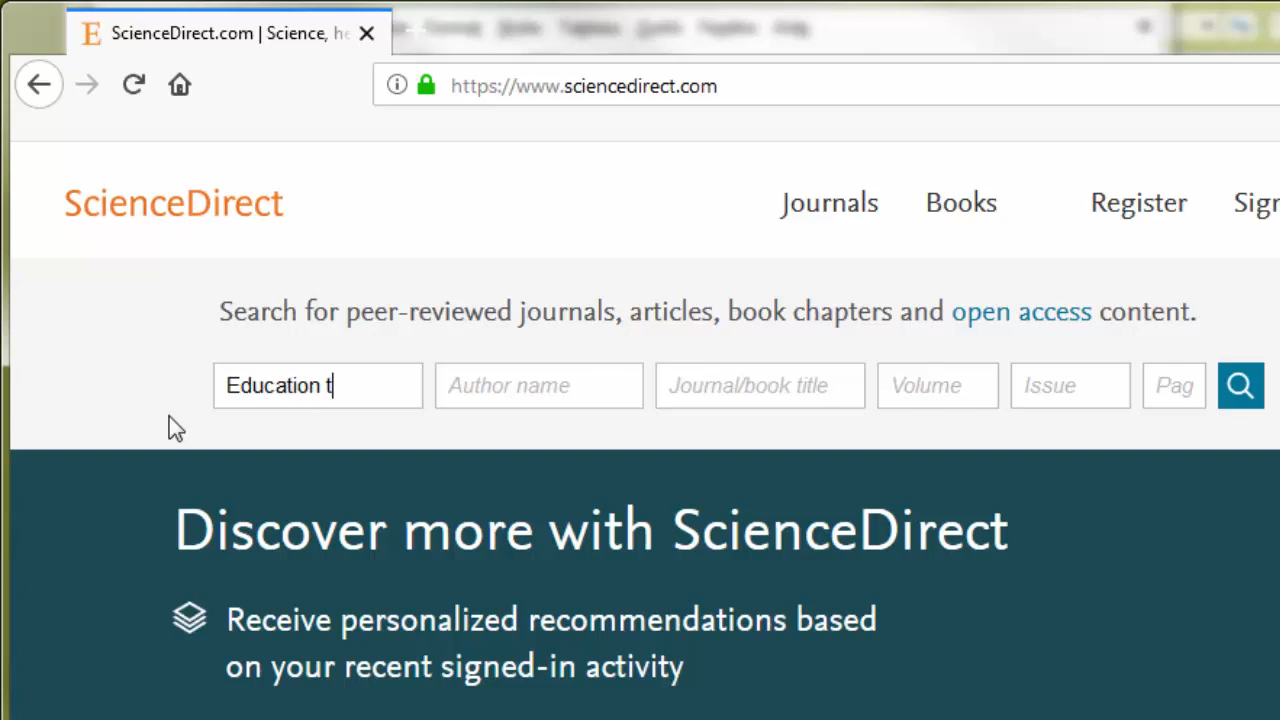 ScienceDirect.com | Science, he
https://www.sciencedirect.com
ScienceDirect
Journals Books Register Sign
Search for peer-reviewed journals, articles, book chapters and open access content.
Education t Author name Journal/book title Volume Issue Pag
Discover more with ScienceDirect
Receive personalized recommendations based
on your recent signed-in activity